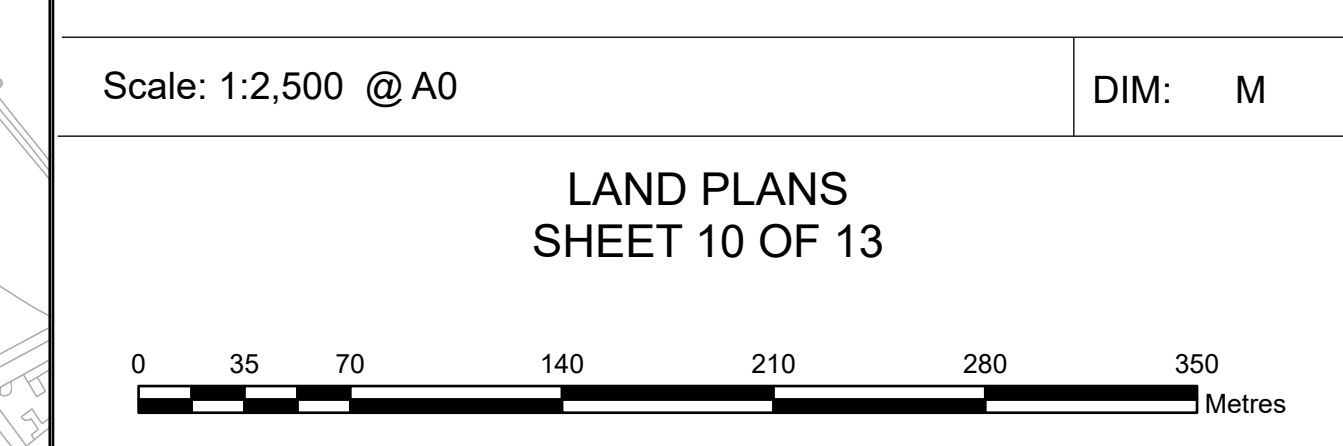 Scale: 1:2,500 @ A0
DIM: M
LAND PLANS
SHEET 10 OF 13
0 35 70 140 210 280 350
Metres